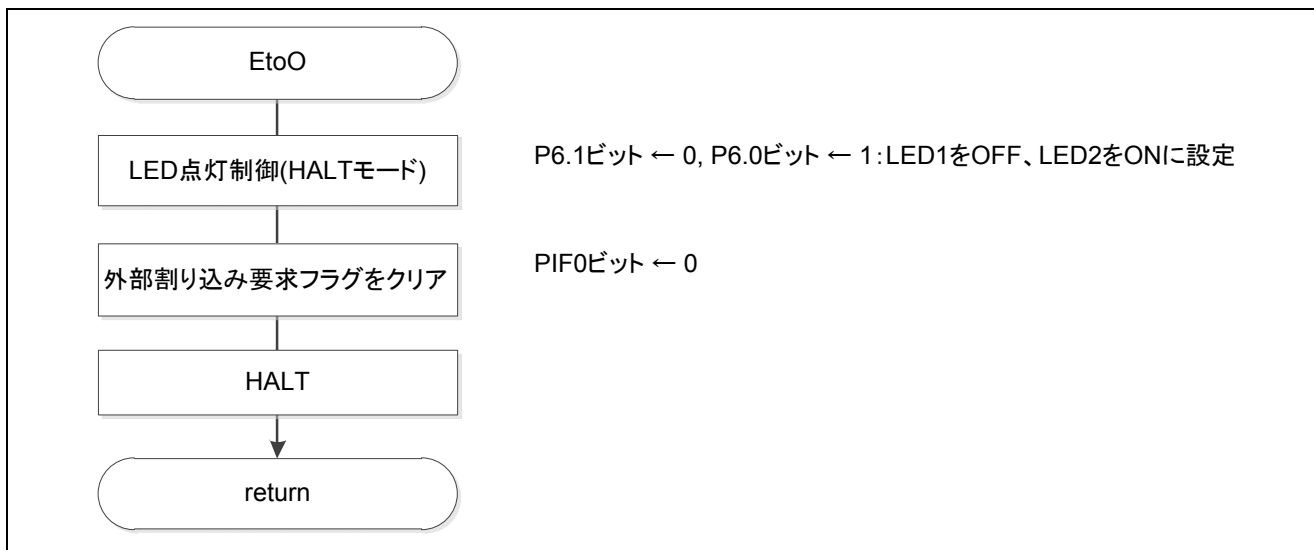 EtoO
LED点灯制御(HALTモード)
P6.1ビット ← 0, P6.0ビット ← 1:LED1をOFF、LED2をONに設定
外部割り込み要求フラグをクリア
PIF0ビット ← 0
HALT
return